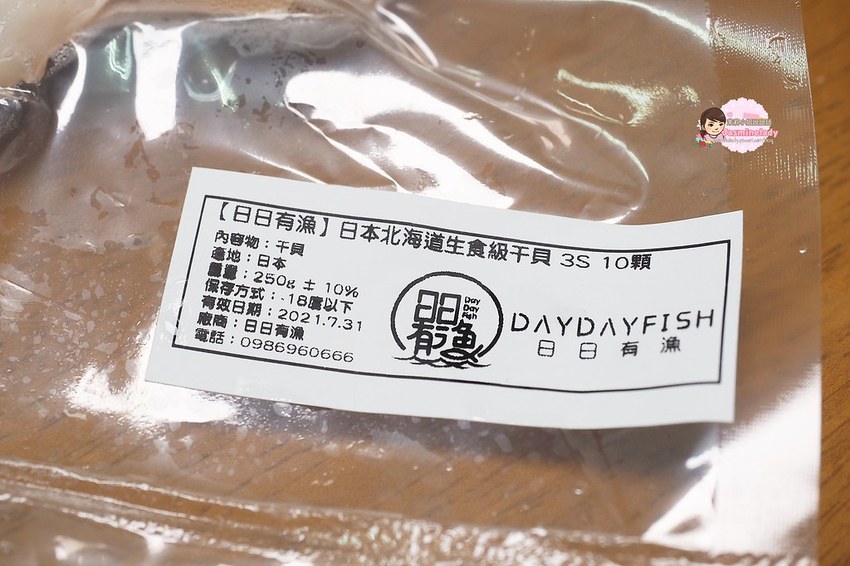 【日日有漁】日本北海道生食級干貝 3S 10顆
內容物：干貝
產地：日本
重量：250g ± 10%
保存方式：-18度以下
有效日期：2021.7.31
廠商：日日有漁
電話：0986960666
日日有漁
Day
Day
Fish
DAYDAYFISH
日日有漁
Jasminelady